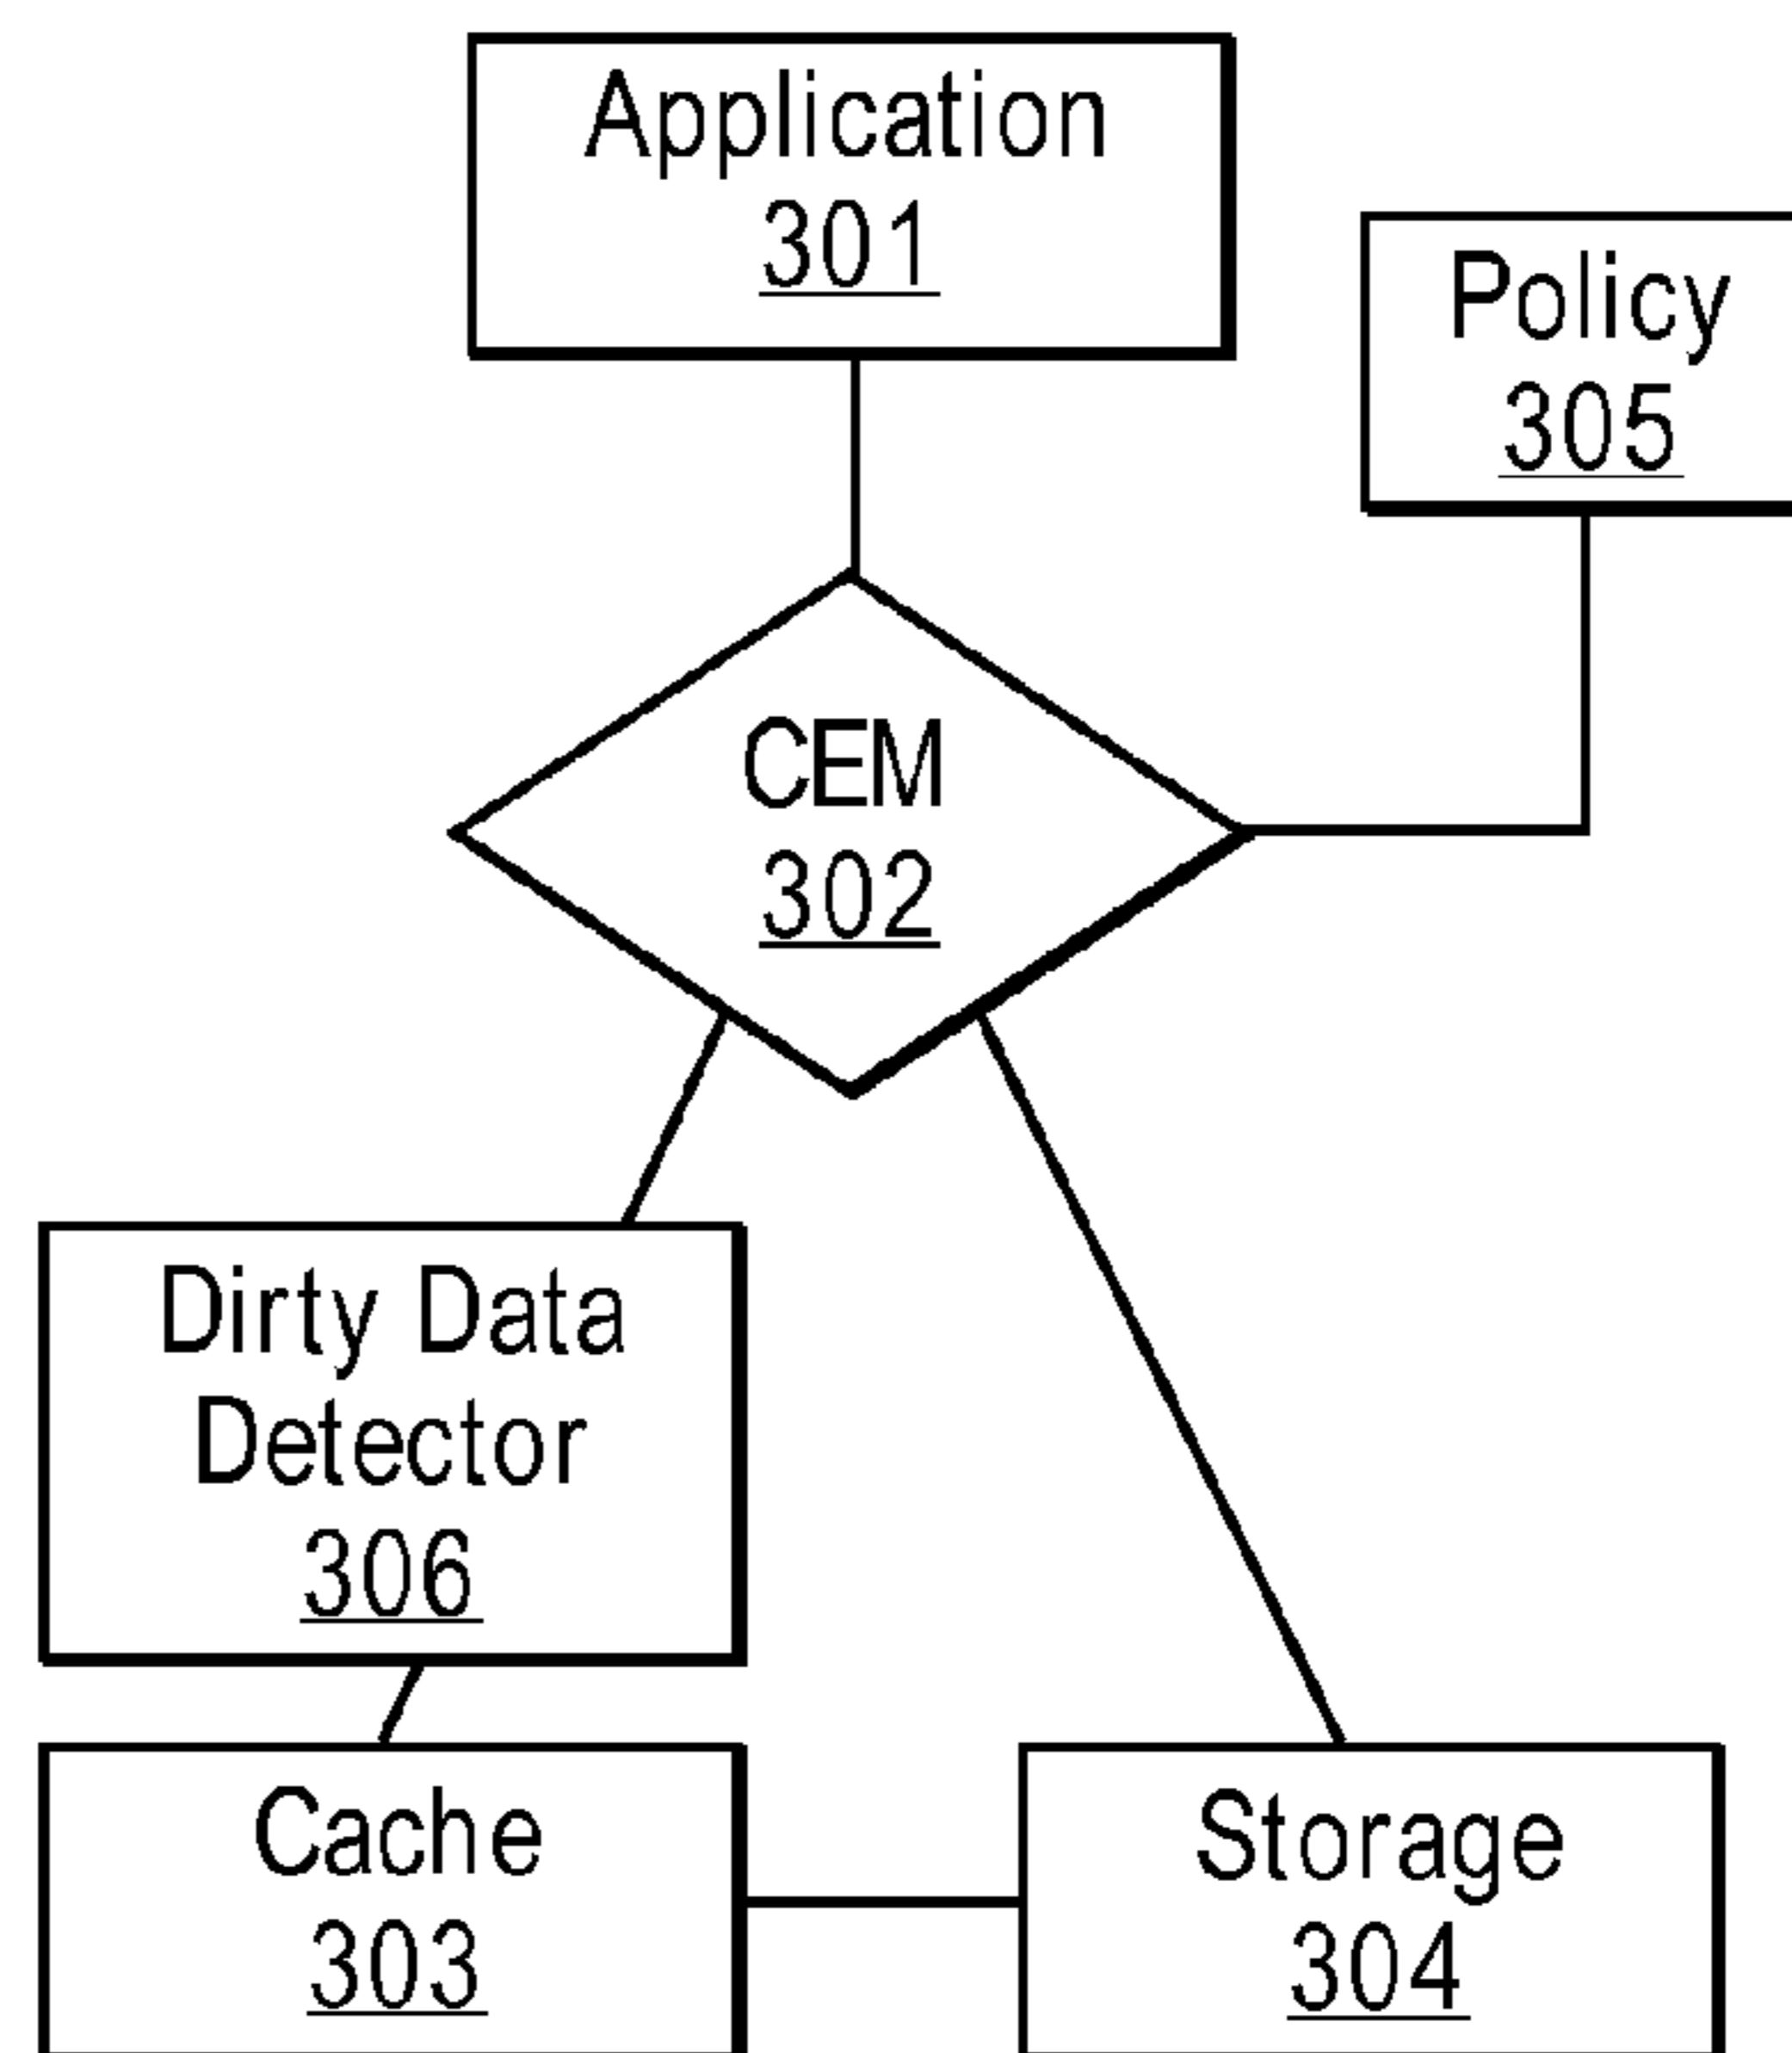 Application
301
Policy
305
CEM
302
Dirty Data
Detector
306
Cache
303
Storage
304